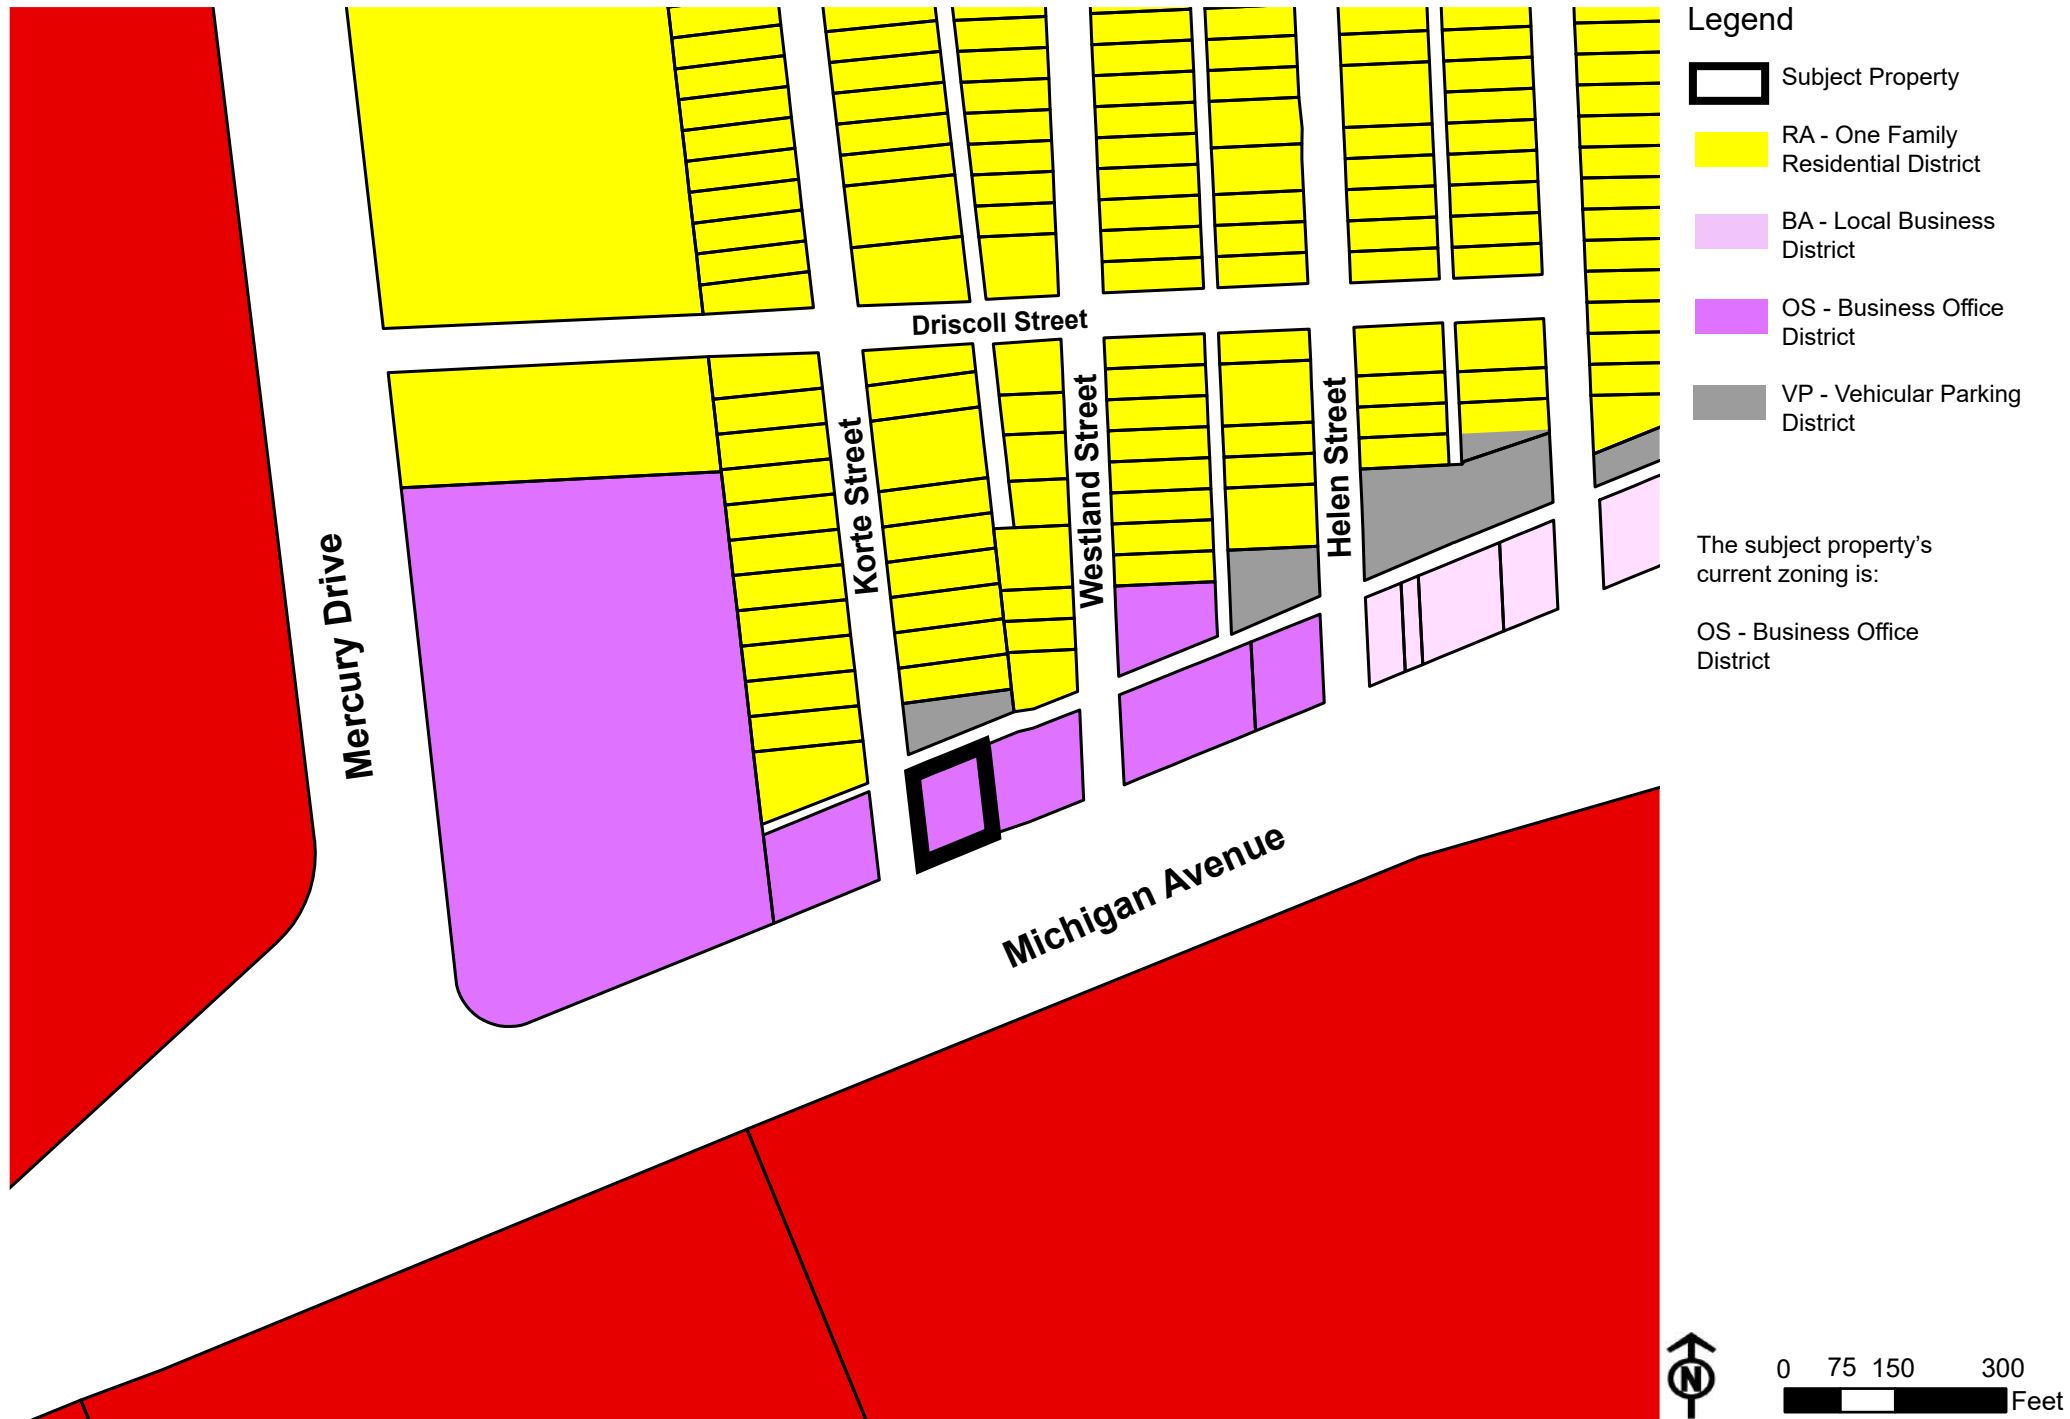 Legend
Subject Property
RA - One Family
Residential District
BA - Local Business
District
OS - Business Office
District
VP - Vehicular Parking
District
The subject property’s
current zoning is:
OS - Business Office
District
Driscoll Street
Mercury Drive
Korte Street
Westland Street
Helen Street
Michigan Avenue
N
0 75 150 300
Feet